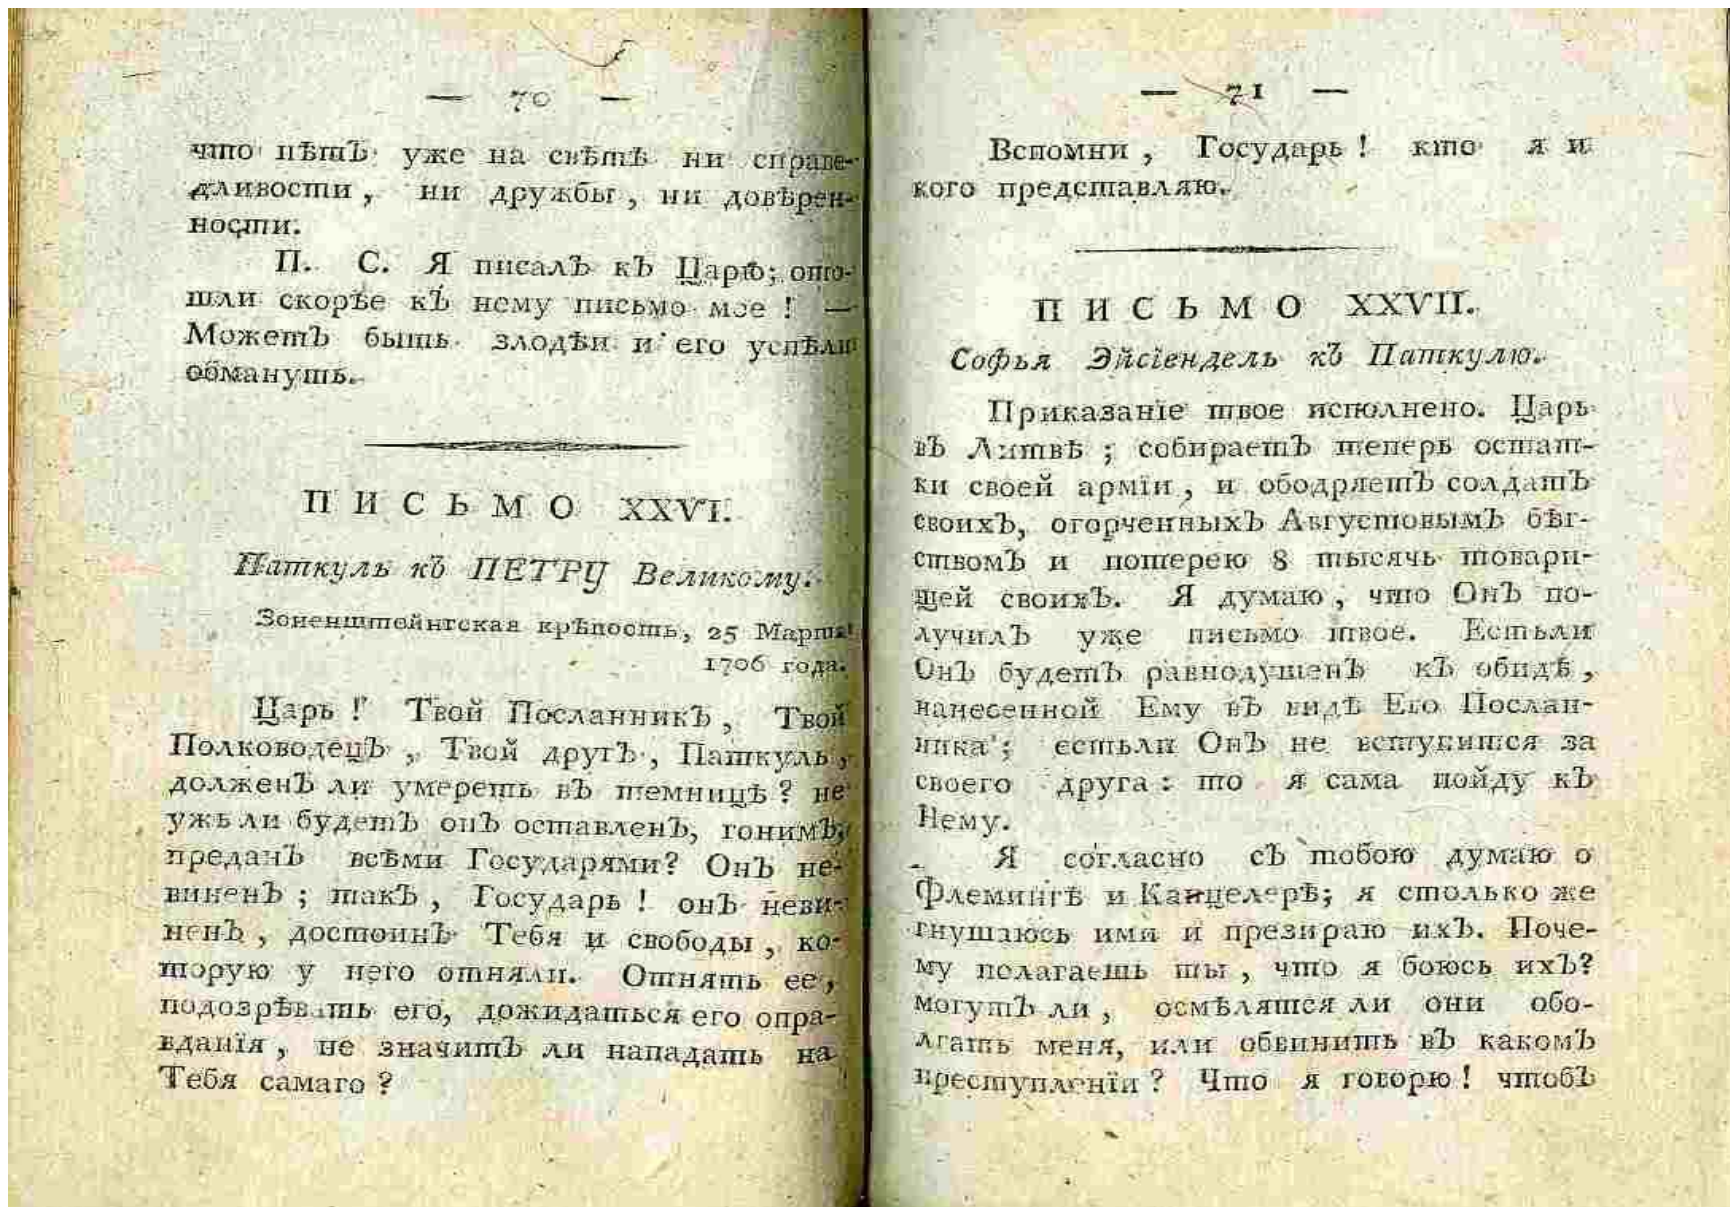 — 70 —
что нѣтъ уже на свѣтѣ ни справе-
дливости, ни дружбы, ни довѣрен-
ности.
П. С. Я писалъ къ Царю; ото-
шли скорѣе къ нему письмо мое! —
Можетъ быть злодѣи и его успѣли
обмануть.
ПИСЬМО XXVI.
Паткуль къ ПЕТРУ Великому.
Зоненштейнтская крѣпость, 25 Марта
1706 года.
Царь! Твой Посланникъ, Твой
Полководецъ, Твой другъ, Паткуль,
долженъ ли умереть въ темницѣ? не
ужьли будетъ онъ оставленъ, гонимъ,
преданъ всѣми Государями? Онъ не-
виненъ; такъ, Государь! онъ неви-
ненъ, достоинъ Тебя и свободы, ко-
торую у него отняли. Отнять ее,
подозрѣвать его, дожидаться его опра-
вданія, не значитъ ли нападать на
Тебя самаго?
— 71 —
Вспомни, Государь! кто я и
кого представляю.
ПИСЬМО XXVII.
Софья Эйсіендель къ Паткулю.
Приказаніе твое исполнено. Царь
въ Литвѣ; собираетъ теперь остат-
ки своей арміи, и ободряетъ солдатъ
своихъ, огорченныхъ Августовымъ бѣг-
ствомъ и потерею 8 тысячь товари-
щей своихъ. Я думаю, что Онъ по-
лучилъ уже письмо твое. Естьли
Онъ будетъ равнодушенъ къ обидѣ,
нанесенной Ему въ видѣ Его Послан-
ника; естьли Онъ не вступится за
своего друга: то я сама пойду къ
Нему.
Я согласно съ тобою думаю о
Флемингѣ и Канцелерѣ; я столько же
гнушаюсь ими и презираю ихъ. Поче-
му полагаешь ты, что я боюсь ихъ?
могутъ ли, осмѣлятся ли они обо-
лгать меня, или обвинить въ какомъ
преступленіи? Что я говорю! чтобъ